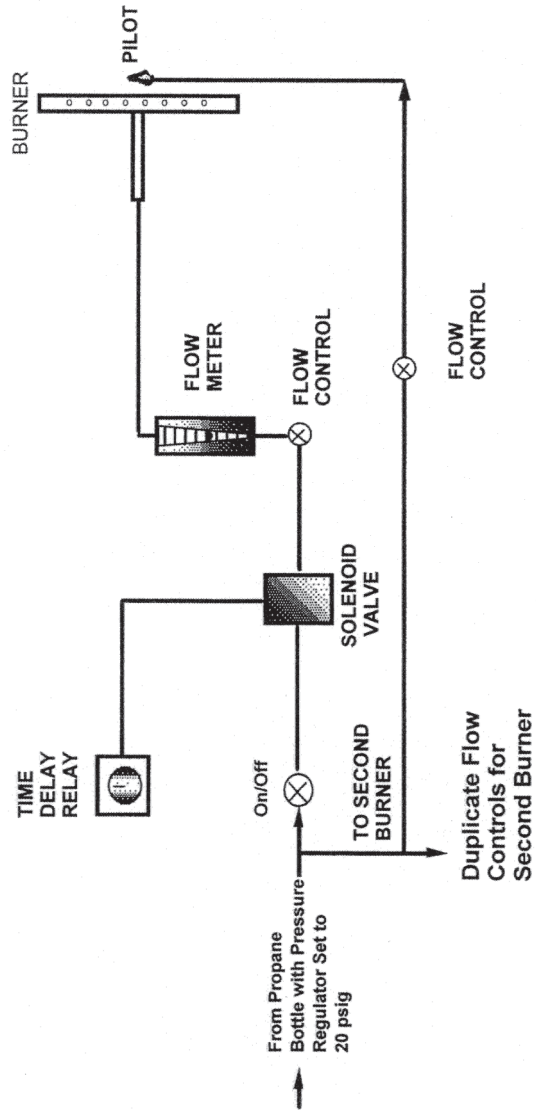 BURNER
PILOT
FLOW
METER
FLOW
CONTROL
FLOW
CONTROL
SOLENOID
VALVE
TIME
DELAY
RELAY
On/Off
TO SECOND
BURNER
From Propane
Bottle with Pressure
Regulator Set to
20 psig
Duplicate Flow
Controls for
Second Burner